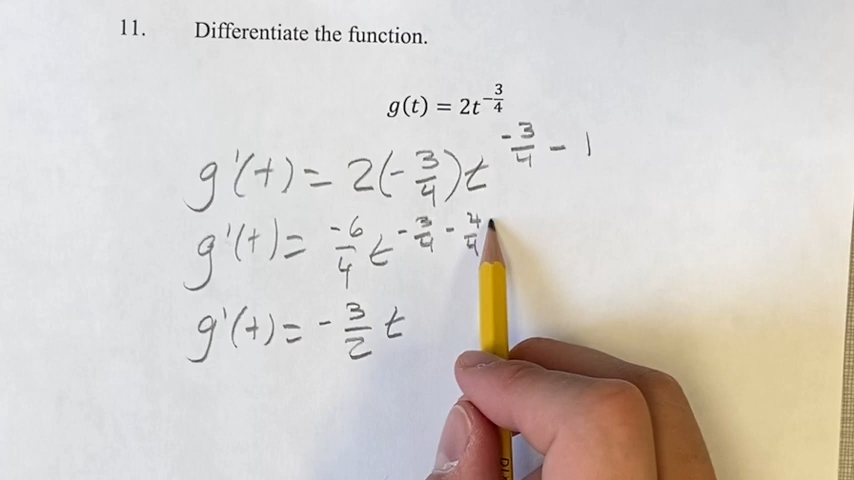 11. Differentiate the function.
g(t) = 2t^{-3/4}
g'(t) = 2(-3/4)t^{-3/4 - 1}
g'(t) = -6/4 t^{-3/4 - 4/4}
g'(t) = -3/2 t